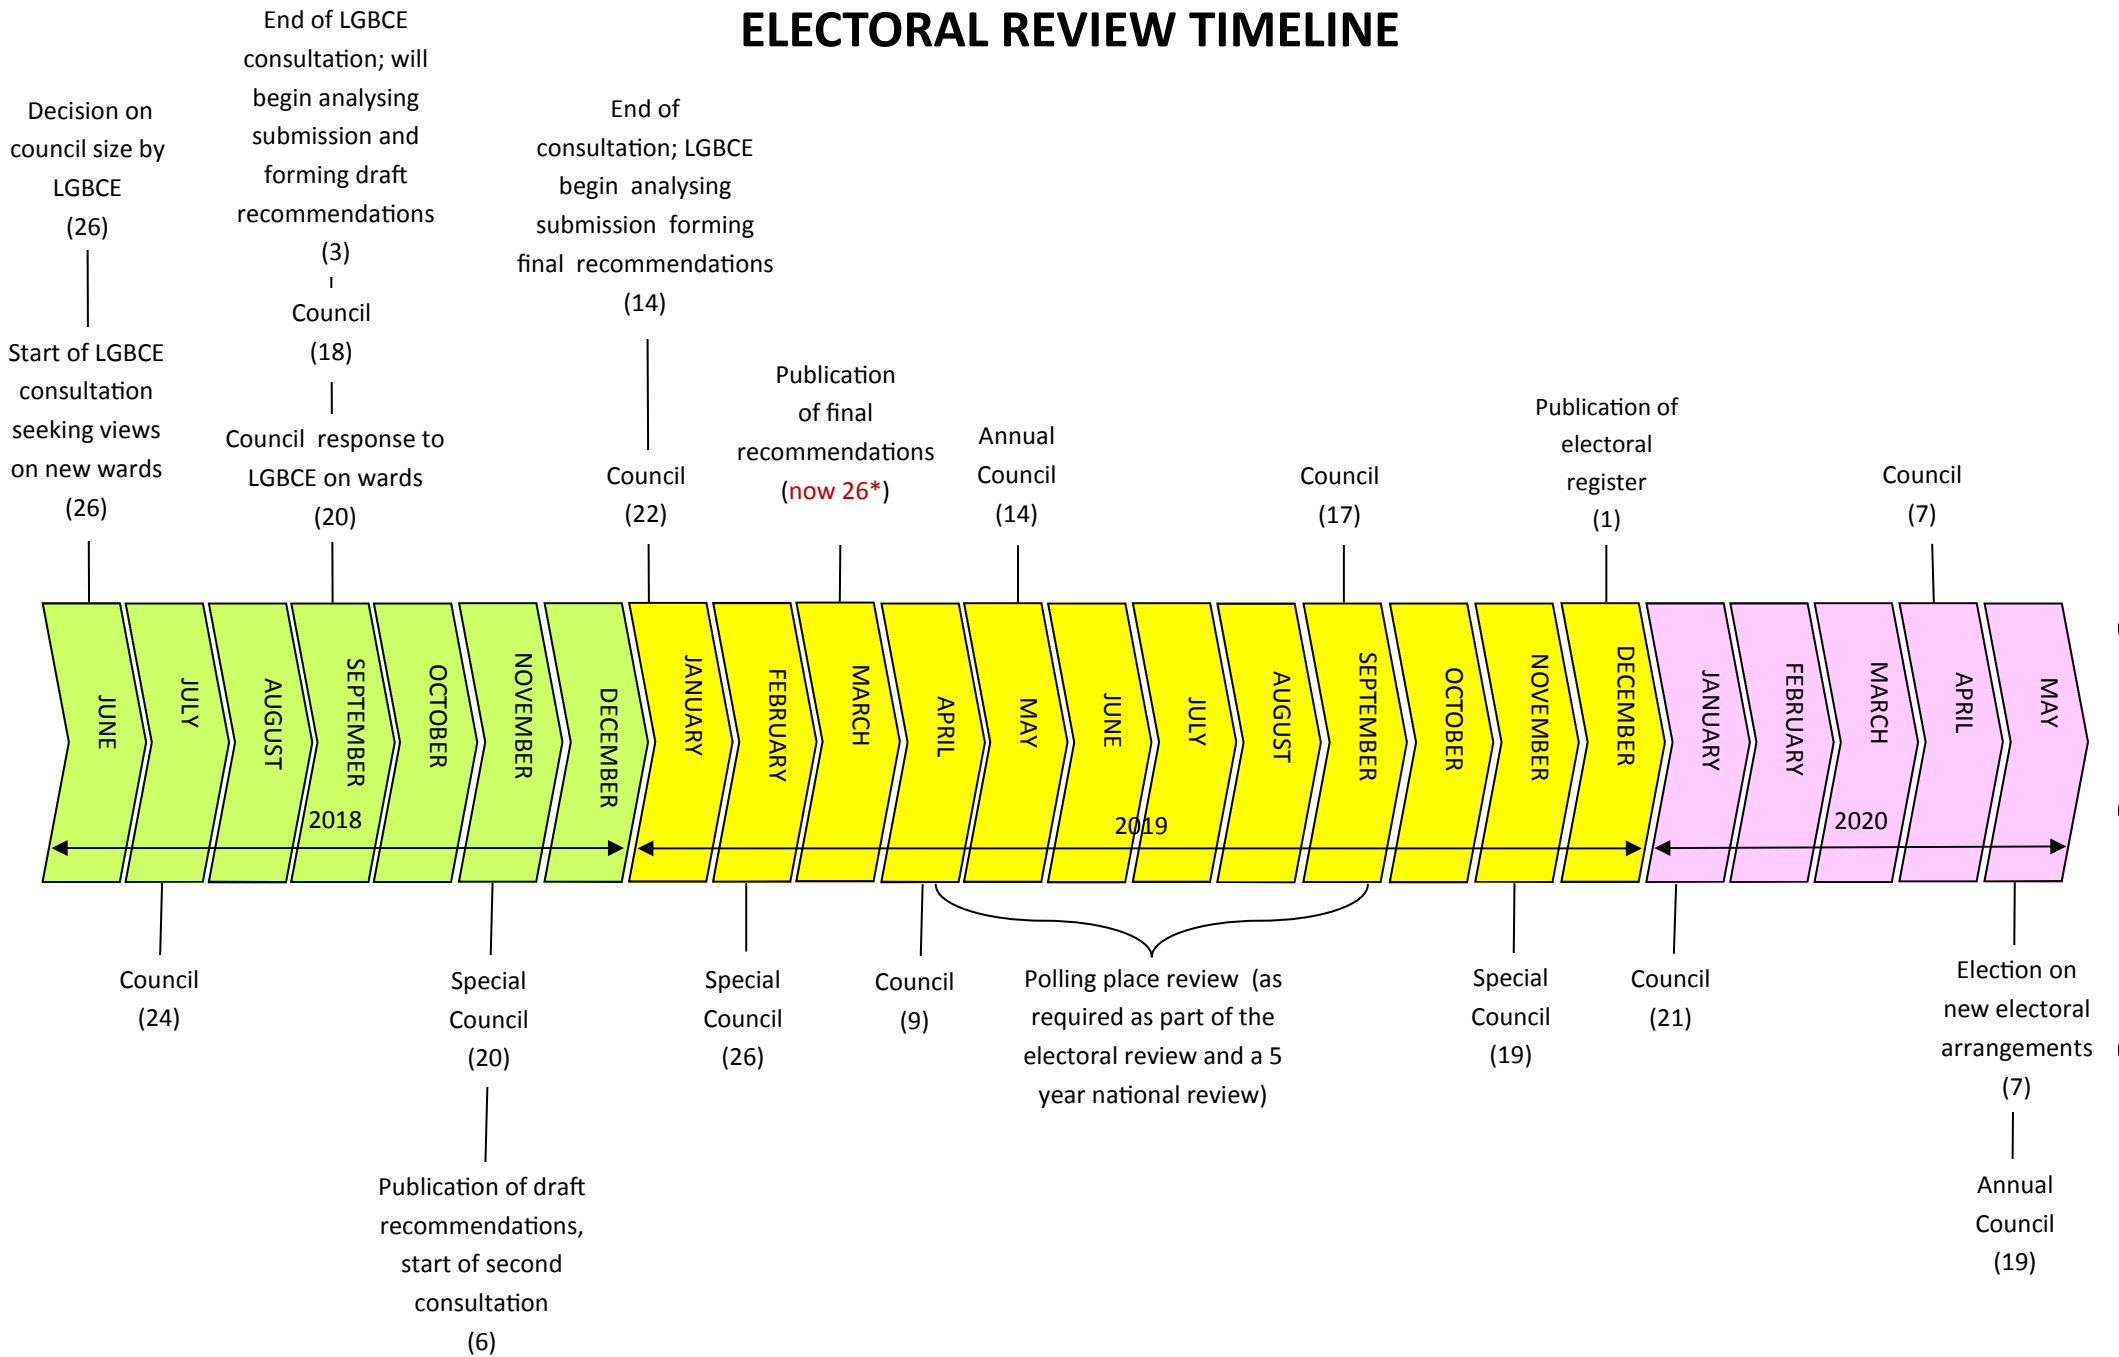 ELECTORAL REVIEW TIMELINE
Decision on
council size by
LGBCE
(26)
Start of LGBCE
consultation
seeking views
on new wards
(26)
End of LGBCE
consultation; will
begin analysing
submission and
forming draft
recommendations
(3)
Council
(18)
Council response to
LGBCE on wards
(20)
End of
consultation; LGBCE
begin analysing
submission forming
final recommendations
(14)
Council
(22)
Publication
of final
recommendations
(now 26*)
Annual
Council
(14)
Council
(17)
Publication of
electoral
register
(1)
Council
(7)
JUNE
JULY
AUGUST
SEPTEMBER
OCTOBER
NOVEMBER
DECEMBER
JANUARY
FEBRUARY
MARCH
APRIL
MAY
JUNE
JULY
AUGUST
SEPTEMBER
OCTOBER
NOVEMBER
DECEMBER
JANUARY
FEBRUARY
MARCH
APRIL
MAY
2018
2019
2020
Council
(24)
Special
Council
(20)
Publication of draft
recommendations,
start of second
consultation
(6)
Special
Council
(26)
Council
(9)
Polling place review (as
required as part of the
electoral review and a 5
year national review)
Special
Council
(19)
Council
(21)
Election on
new electoral
arrangements
(7)
Annual
Council
(19)